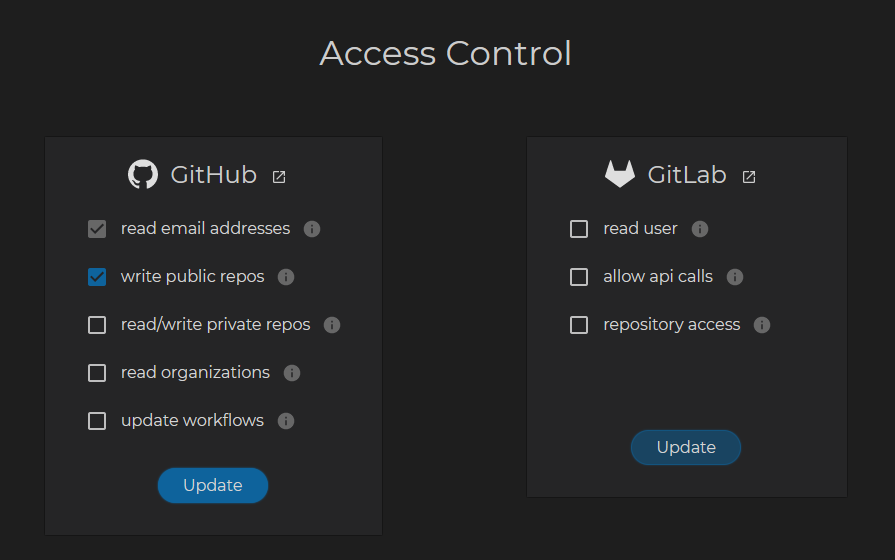 Access Control
GitHub
read email addresses
write public repos
read/write private repos
read organizations
update workflows
Update
GitLab
read user
allow api calls
repository access
Update